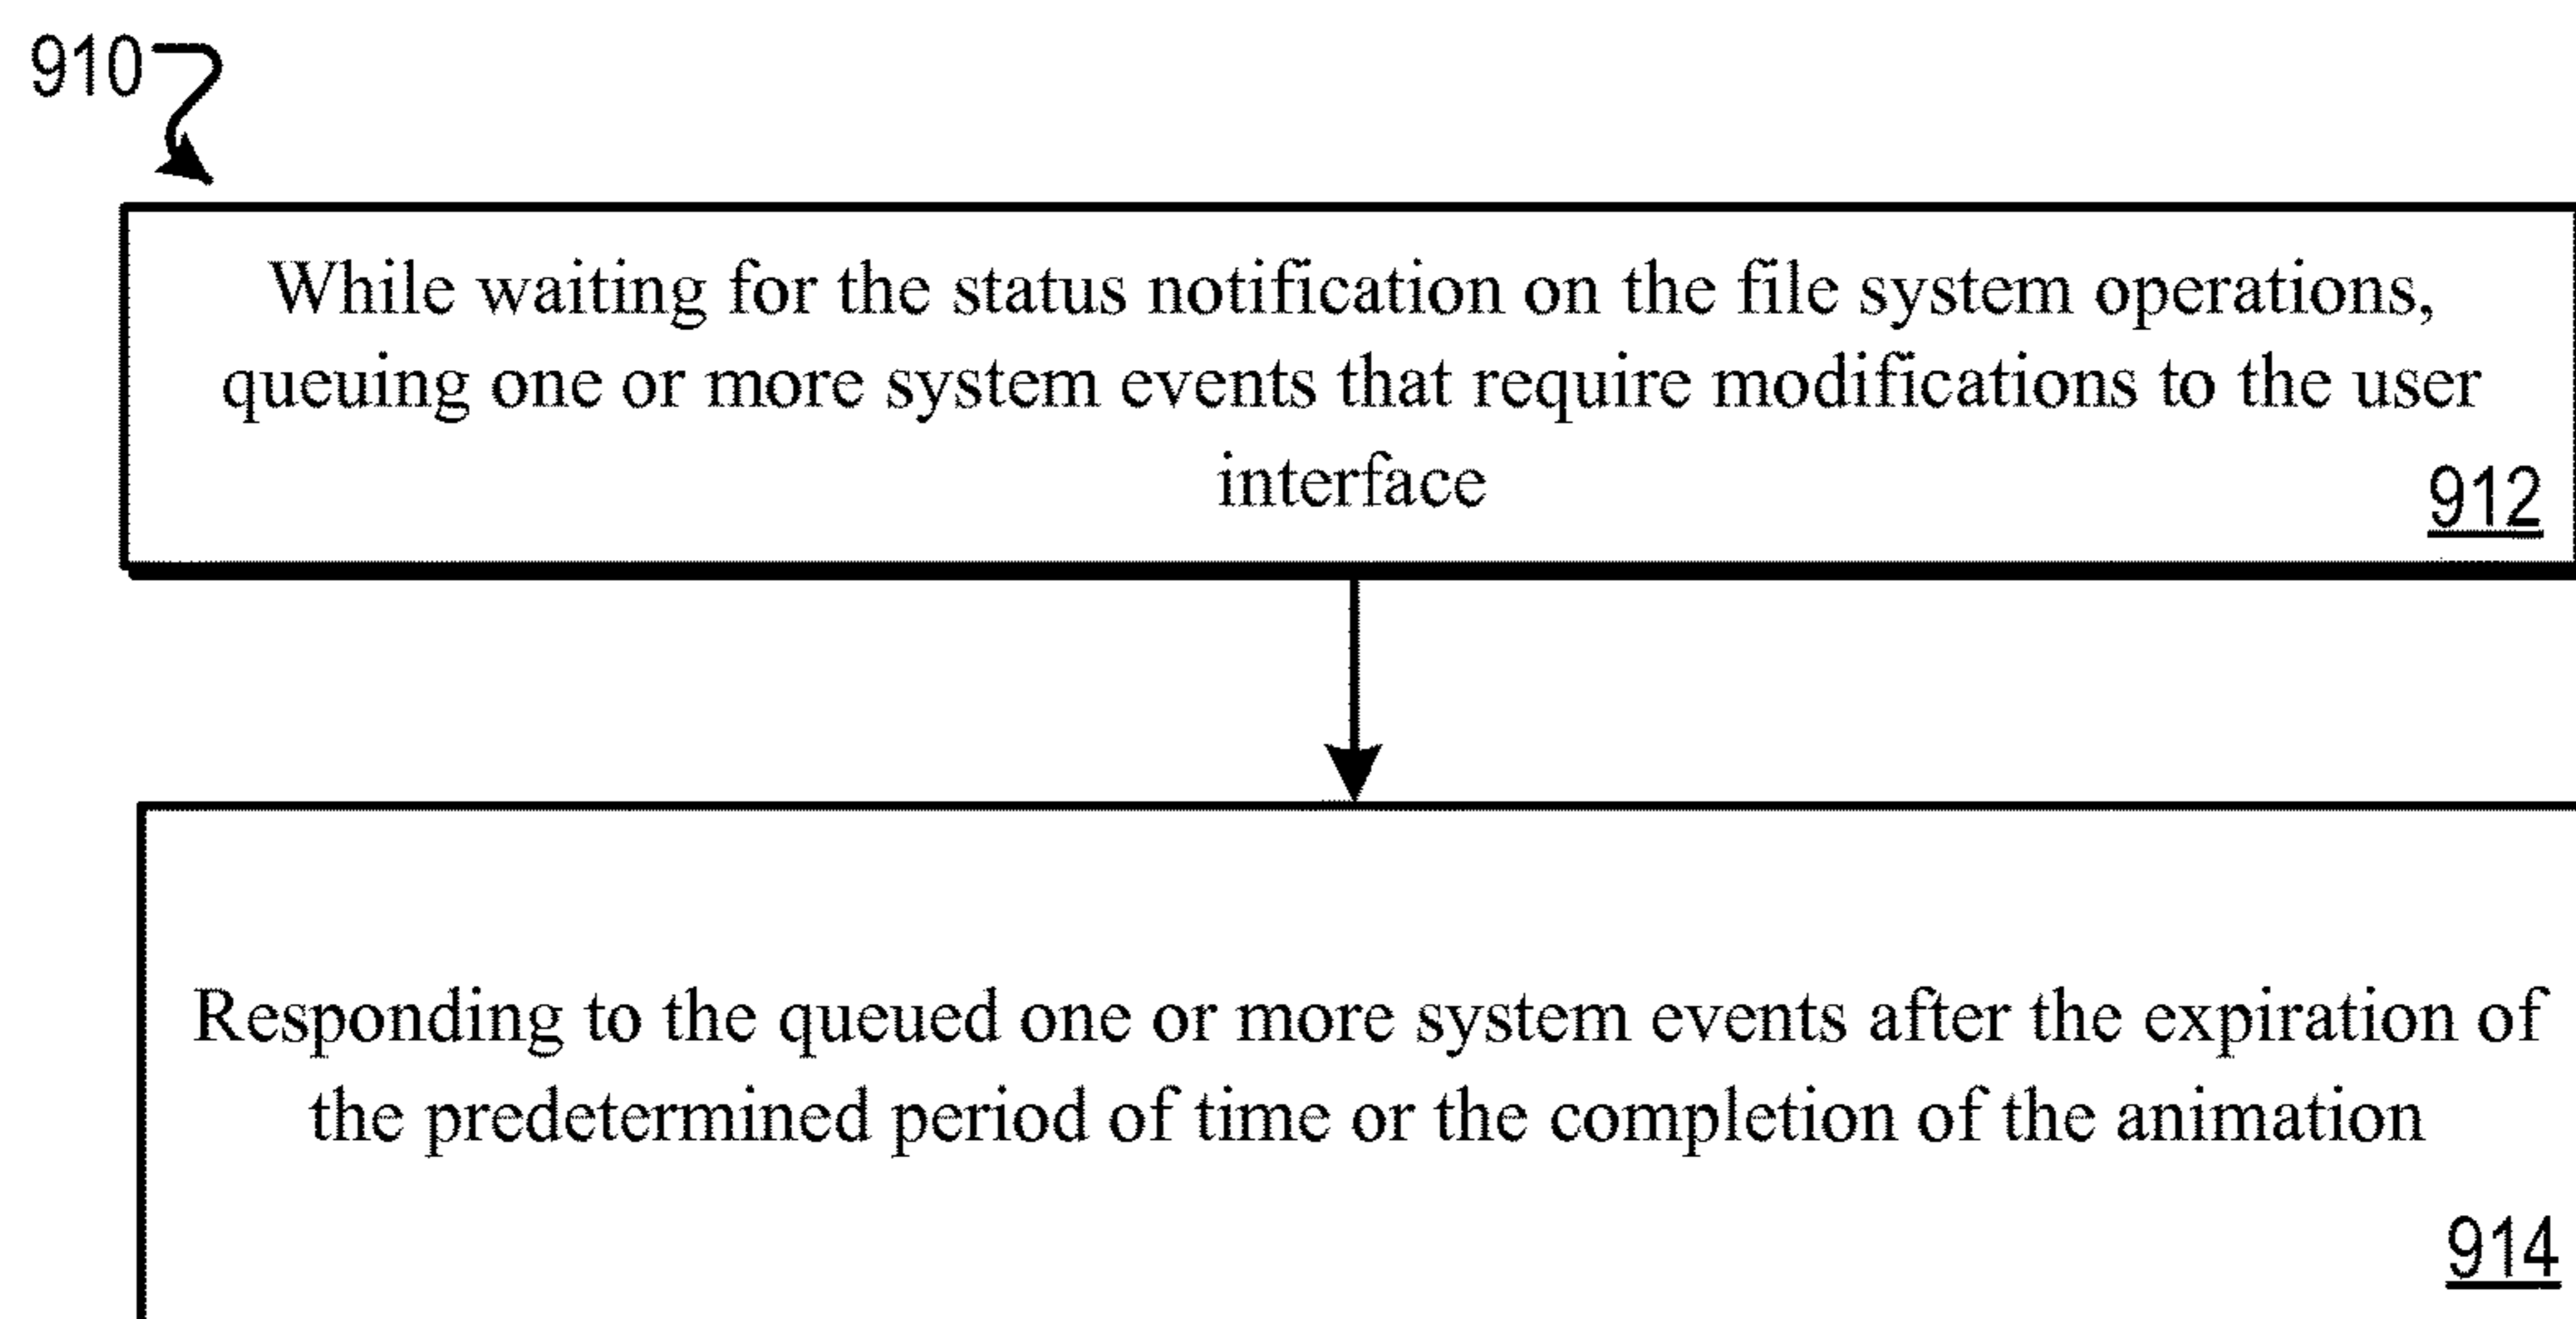 910
While waiting for the status notification on the file system operations,
queuing one or more system events that require modifications to the user
interface
912
Responding to the queued one or more system events after the expiration of
the predetermined period of time or the completion of the animation
914